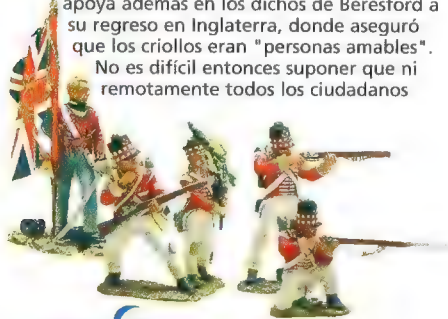 apoya además en los dichos de Beresford a
su regreso en Inglaterra, donde aseguró
que los criollos eran "personas amables".
No es difícil entonces suponer que ni
remotamente todos los ciudadanos